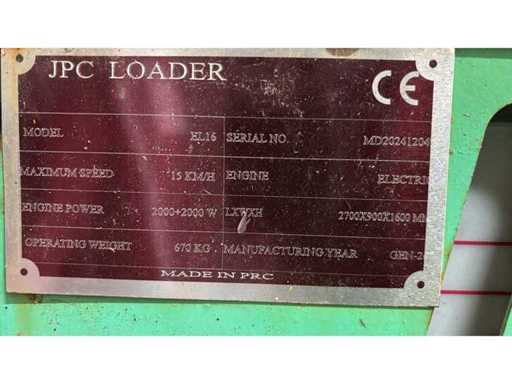 JPC LOADER
CE
MODEL EL16 SERIAL NO. MD20241204
MAXIMUM SPEED 15 KM/H ENGINE ELECTRIC
ENGINE POWER 2000+2000 W LXWXH 2700X900X1600 MM
OPERATING WEIGHT 670 KG MANUFACTURING YEAR
MADE IN PRC